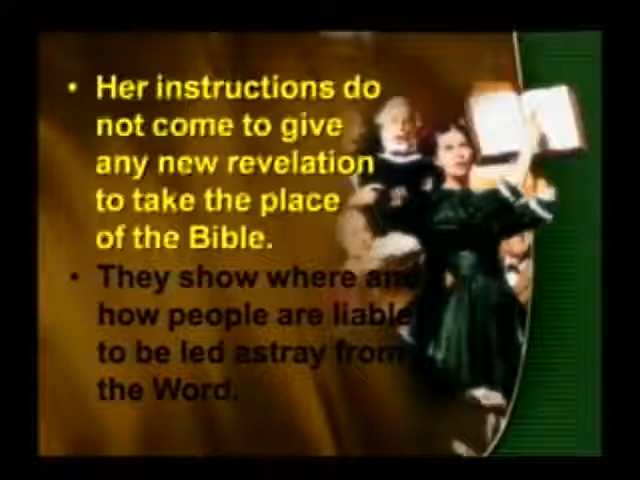 • Her instructions do
not come to give
any new revelation
to take the place
of the Bible.
• They show where and
how people are liable
to be led astray from
the Word.